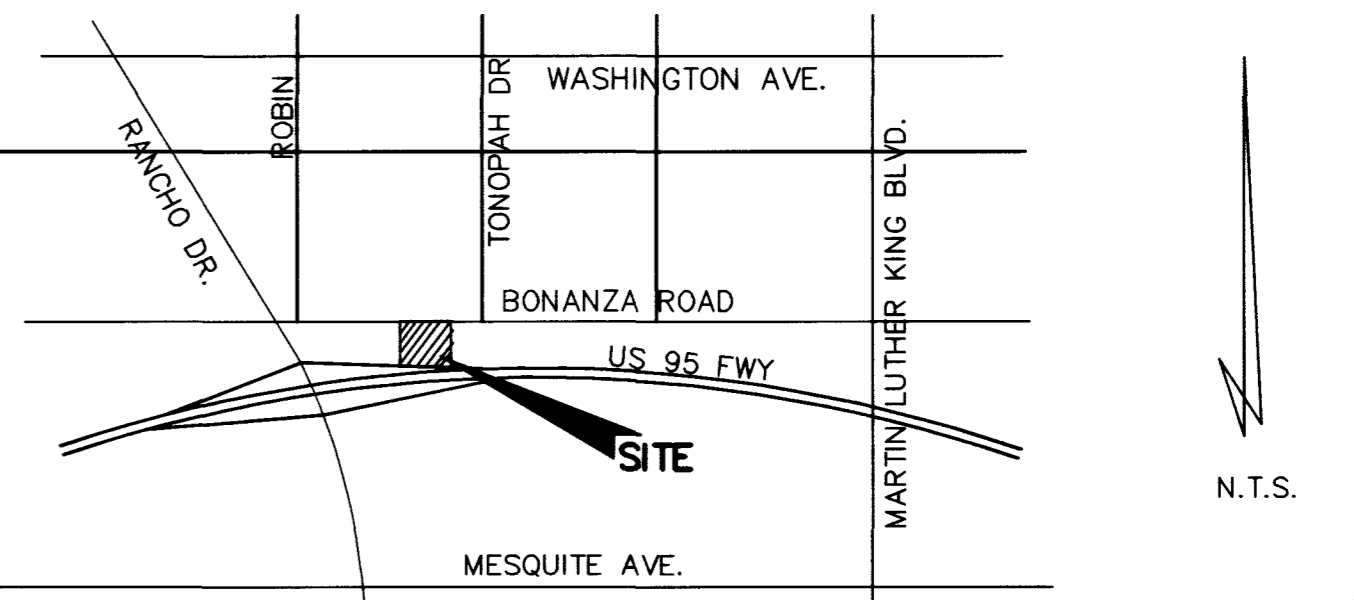 WASHINGTON AVE.
ROBIN
TONOPAH DR
RANCHO DR.
MARTIN LUTHER KING BLVD.
BONANZA ROAD
US 95 FWY
SITE
N.T.S.
MESQUITE AVE.